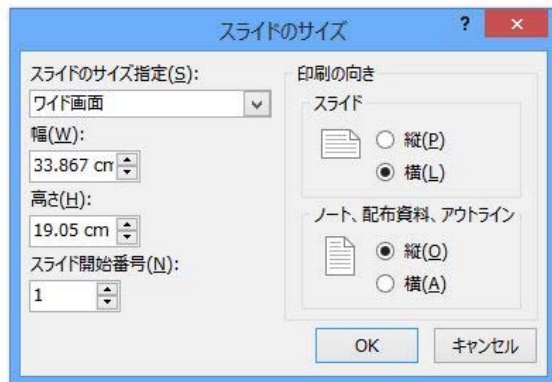 スライドのサイズ
? ×
スライドのサイズ指定(S):
ワイド画面
幅(W):
33.867 cm
高さ(H):
19.05 cm
スライド開始番号(N):
1
印刷の向き
スライド
縦(P)
横(L)
ノート、配布資料、アウトライン
縦(O)
横(A)
OK
キャンセル